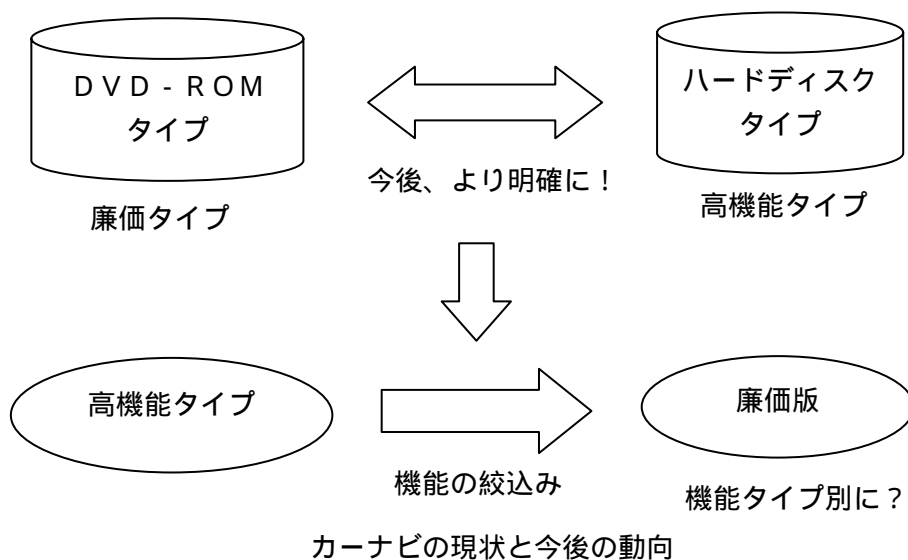 ＤＶＤ‐ＲＯＭ
タイプ
廉価タイプ
今後、より明確に！
ハードディスク
タイプ
高機能タイプ
高機能タイプ
機能の絞込み
廉価版
機能タイプ別に？
カーナビの現状と今後の動向